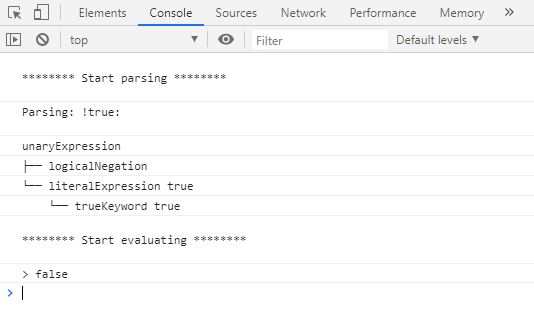 Elements Console Sources Network Performance Memory »
top ▼ Filter Default levels ▼
******** Start parsing ********
Parsing: !true:
unaryExpression
├── logicalNegation
└── literalExpression true
    └── trueKeyword true
******** Start evaluating ********
> false
>